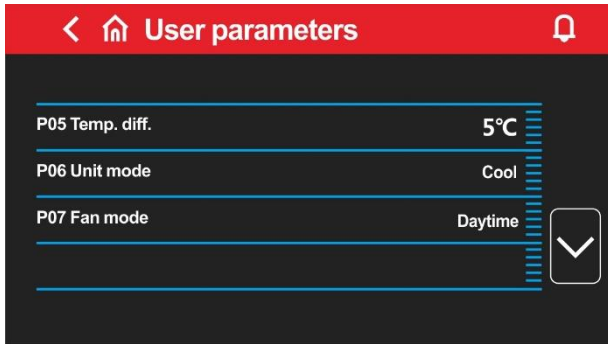 User parameters
P05 Temp. diff. 5℃
P06 Unit mode Cool
P07 Fan mode Daytime